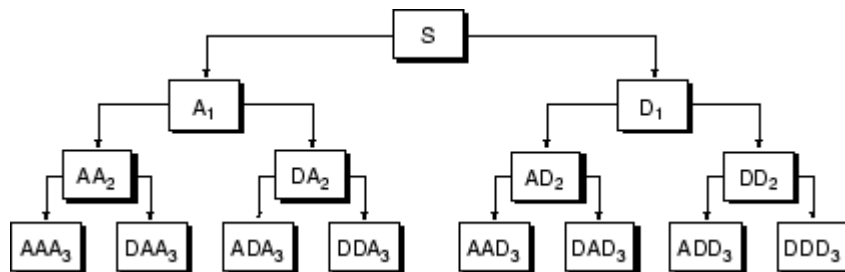 S
A₁ D₁
AA₂ DA₂ AD₂ DD₂
AAA₃ DAA₃ ADA₃ DDA₃ AAD₃ DAD₃ ADD₃ DDD₃